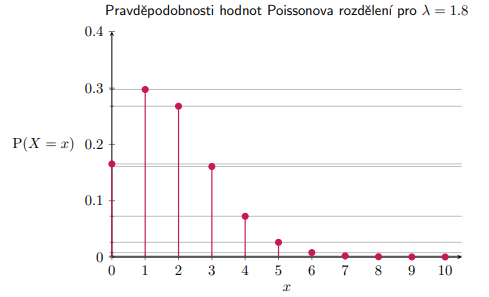 Pravděpodobnosti hodnot Poissonova rozdělení pro λ = 1.8
0.4
0.3
P(X = x) 0.2
0.1
0
0 1 2 3 4 5 6 7 8 9 10
x